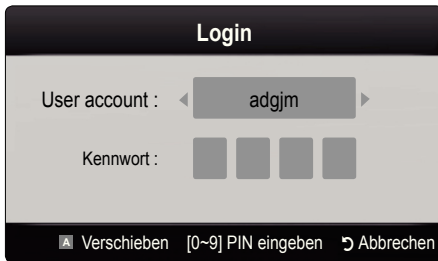 Login
User account : adgjm
Kennwort :
A Verschieben [0~9] PIN eingeben Abbrechen